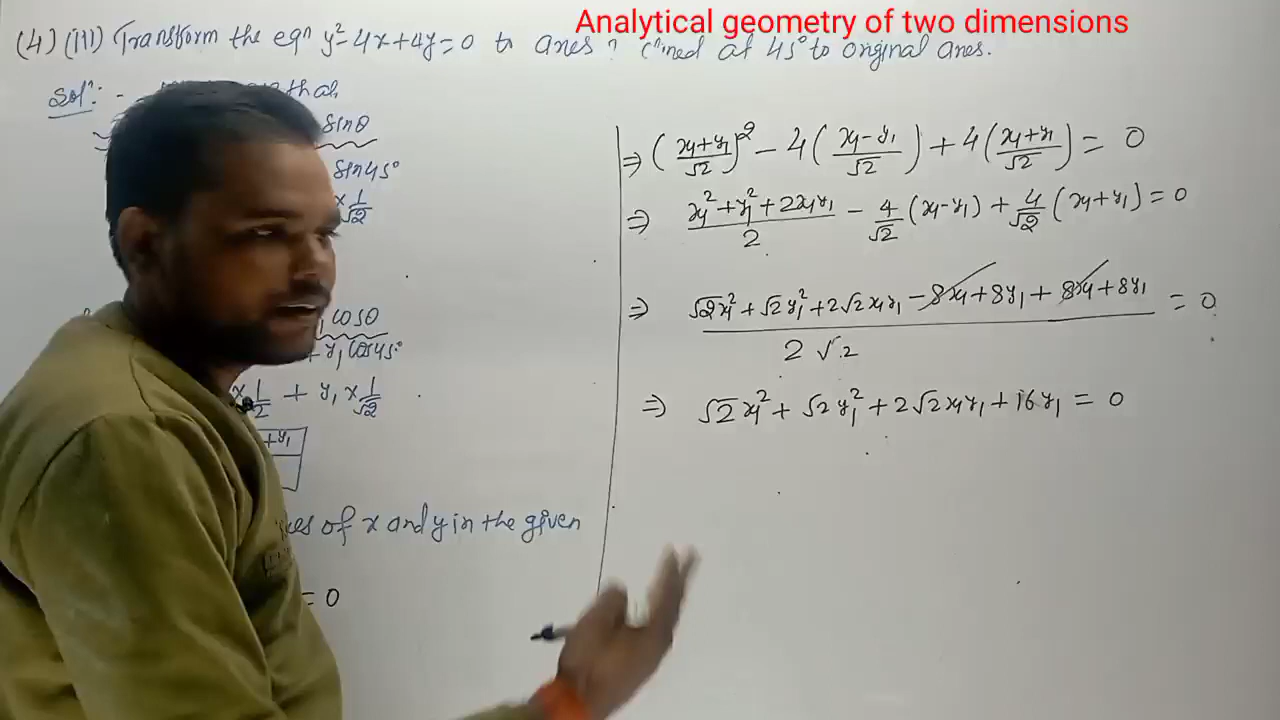 Analytical geometry of two dimensions
(4) (iii) Transform the eqⁿ y²-4x+4y=0 to axes ined at 45° to original axes.
Solⁿ:- that
sinθ
sin45°
x 1/√2
cosθ
+ y₁ cos45°
+ y₁ x 1/√2
+y₁
of x and y in the given
= 0
⇒ ((x₁+y₁)/√2)² - 4((x₁-y₁)/√2) + 4((x₁+y₁)/√2) = 0
⇒ (x₁²+y₁²+2x₁y₁)/2 - 4/√2 (x₁-y₁) + 4/√2 (x₁+y₁) = 0
⇒ (√2x₁²+√2y₁²+2√2x₁y₁-8x₁+8y₁+8x₁+8y₁)/(2√2) = 0
⇒ √2x₁²+√2y₁²+2√2x₁y₁+16y₁ = 0